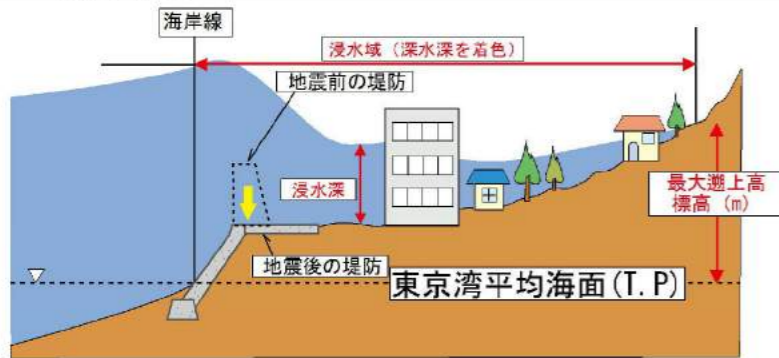 海岸線
浸水域（深水深を着色）
地震前の堤防
浸水深
最大遡上高
標高（m）
地震後の堤防
東京湾平均海面(T.P)